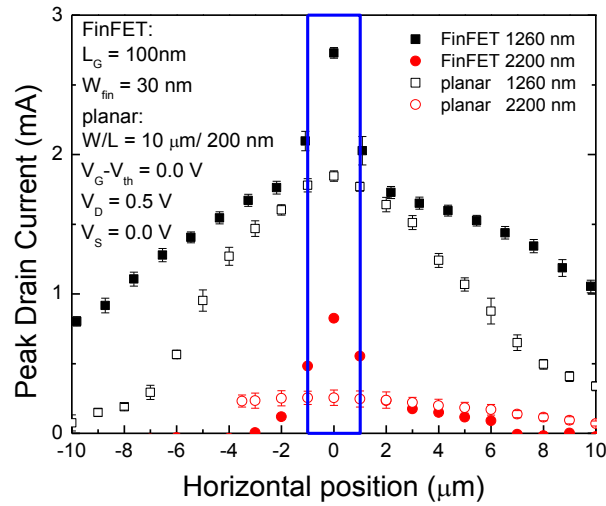 FinFET:
L_G = 100nm
W_fin = 30 nm
planar:
W/L = 10 μm/ 200 nm
V_G-V_th = 0.0 V
V_D = 0.5 V
V_S = 0.0 V
FinFET 1260 nm
FinFET 2200 nm
planar 1260 nm
planar 2200 nm
3
2
1
0
Peak Drain Current (mA)
-10 -8 -6 -4 -2 0 2 4 6 8 10
Horizontal position (μm)